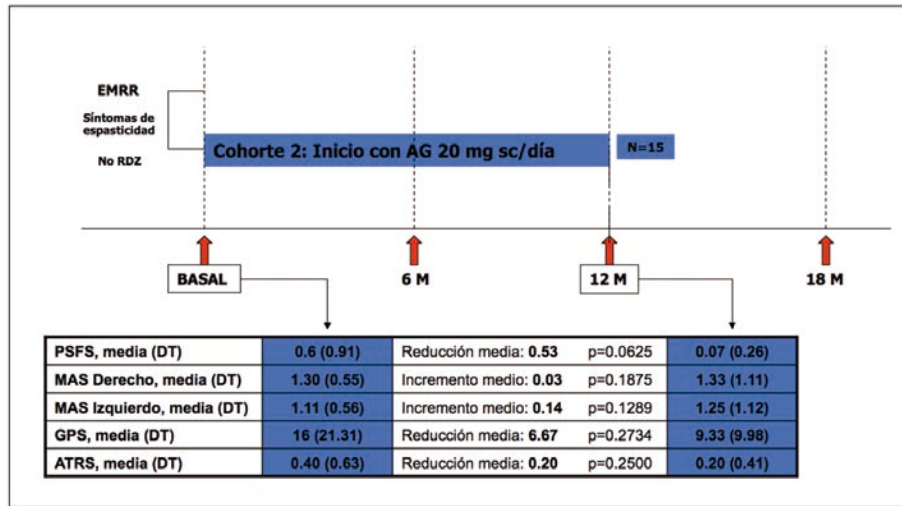 EMRR
Síntomas de
espasticidad
No RDZ
Cohorte 2: Inicio con AG 20 mg sc/día
N=15
BASAL
6 M
12 M
18 M
PSFS, media (DT) 0.6 (0.91) Reducción media: 0.53 p=0.0625 0.07 (0.26)
MAS Derecho, media (DT) 1.30 (0.55) Incremento medio: 0.03 p=0.1875 1.33 (1.11)
MAS Izquierdo, media (DT) 1.11 (0.56) Incremento medio: 0.14 p=0.1289 1.25 (1.12)
GPS, media (DT) 16 (21.31) Reducción media: 6.67 p=0.2734 9.33 (9.98)
ATRS, media (DT) 0.40 (0.63) Reducción media: 0.20 p=0.2500 0.20 (0.41)